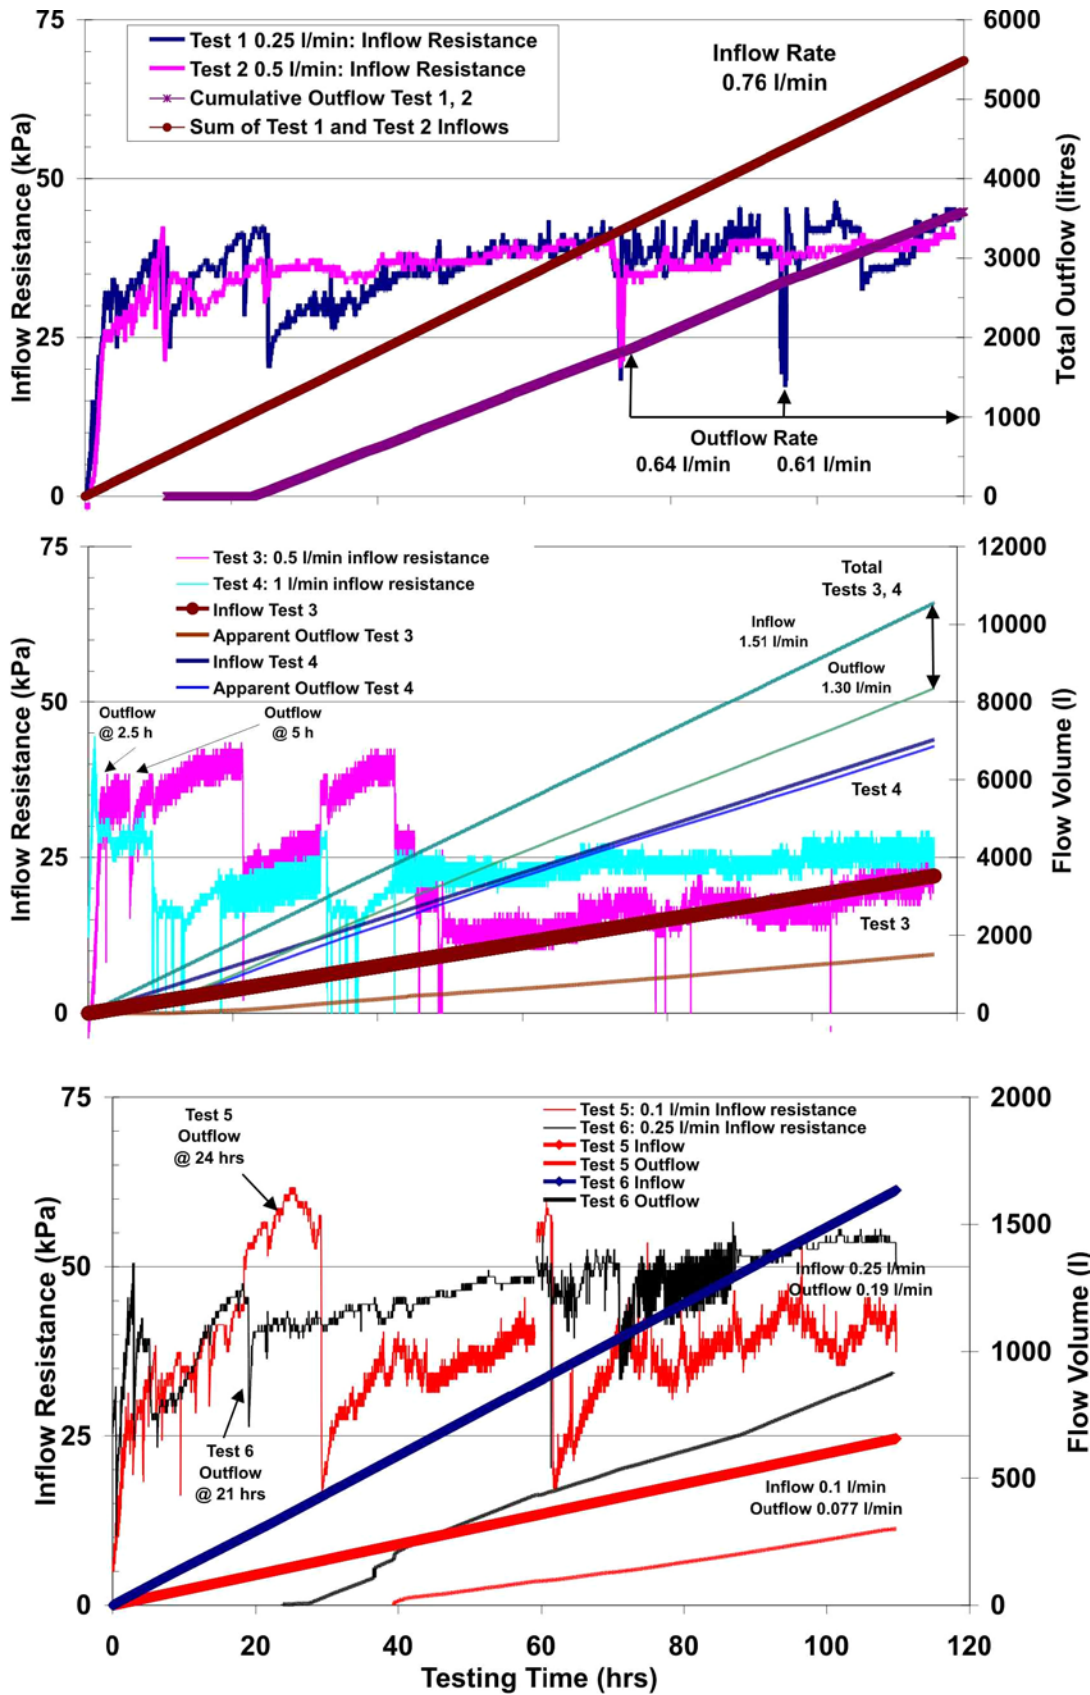 75
6000
Test 1 0.25 l/min: Inflow Resistance
Test 2 0.5 l/min: Inflow Resistance
Cumulative Outflow Test 1, 2
Sum of Test 1 and Test 2 Inflows
Inflow Rate
0.76 l/min
5000
50
4000
3000
25
2000
1000
Outflow Rate
0.64 l/min
0.61 l/min
0
0
Inflow Resistance (kPa)
Total Outflow (litres)
75
12000
Test 3: 0.5 l/min inflow resistance
Test 4: 1 l/min inflow resistance
Inflow Test 3
Apparent Outflow Test 3
Inflow Test 4
Apparent Outflow Test 4
Total
Tests 3, 4
Inflow
1.51 l/min
Outflow
1.30 l/min
10000
50
8000
Outflow
@ 2.5 h
Outflow
@ 5 h
6000
Test 4
25
4000
Test 3
2000
0
0
Inflow Resistance (kPa)
Flow Volume (l)
75
2000
Test 5
Outflow
@ 24 hrs
Test 5: 0.1 l/min Inflow resistance
Test 6: 0.25 l/min Inflow resistance
Test 5 Inflow
Test 5 Outflow
Test 6 Inflow
Test 6 Outflow
1500
50
Inflow 0.25 l/min
Outflow 0.19 l/min
1000
25
Test 6
Outflow
@ 21 hrs
500
Inflow 0.1 l/min
Outflow 0.077 l/min
0
0
Inflow Resistance (kPa)
Flow Volume (l)
0 20 40 60 80 100 120
Testing Time (hrs)